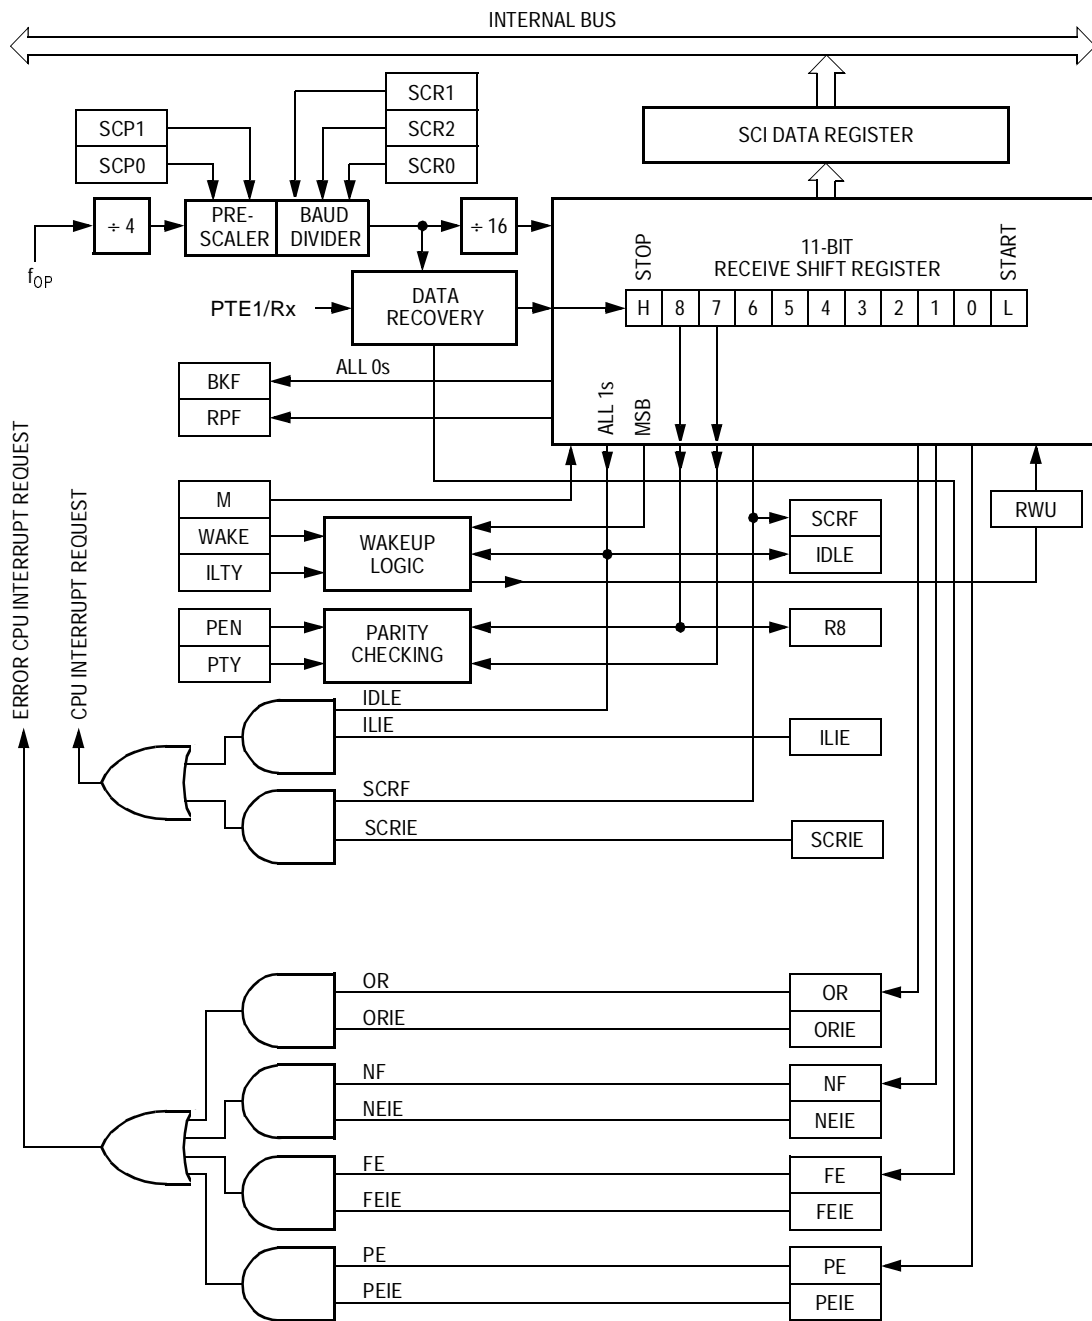 INTERNAL BUS
SCR1
SCR2
SCR0
SCP1
SCP0
SCI DATA REGISTER
fOP
÷ 4
PRE-
SCALER
BAUD
DIVIDER
÷ 16
11-BIT
RECEIVE SHIFT REGISTER
STOP
START
H 8 7 6 5 4 3 2 1 0 L
PTE1/Rx
DATA
RECOVERY
ALL 0s
BKF
RPF
ALL 1s
MSB
M
WAKE
ILTY
WAKEUP
LOGIC
SCRF
IDLE
RWU
PEN
PTY
PARITY
CHECKING
R8
ERROR CPU INTERRUPT REQUEST
CPU INTERRUPT REQUEST
IDLE
ILIE
ILIE
SCRF
SCRIE
SCRIE
OR
ORIE
OR
ORIE
NF
NEIE
NF
NEIE
FE
FEIE
FE
FEIE
PE
PEIE
PE
PEIE